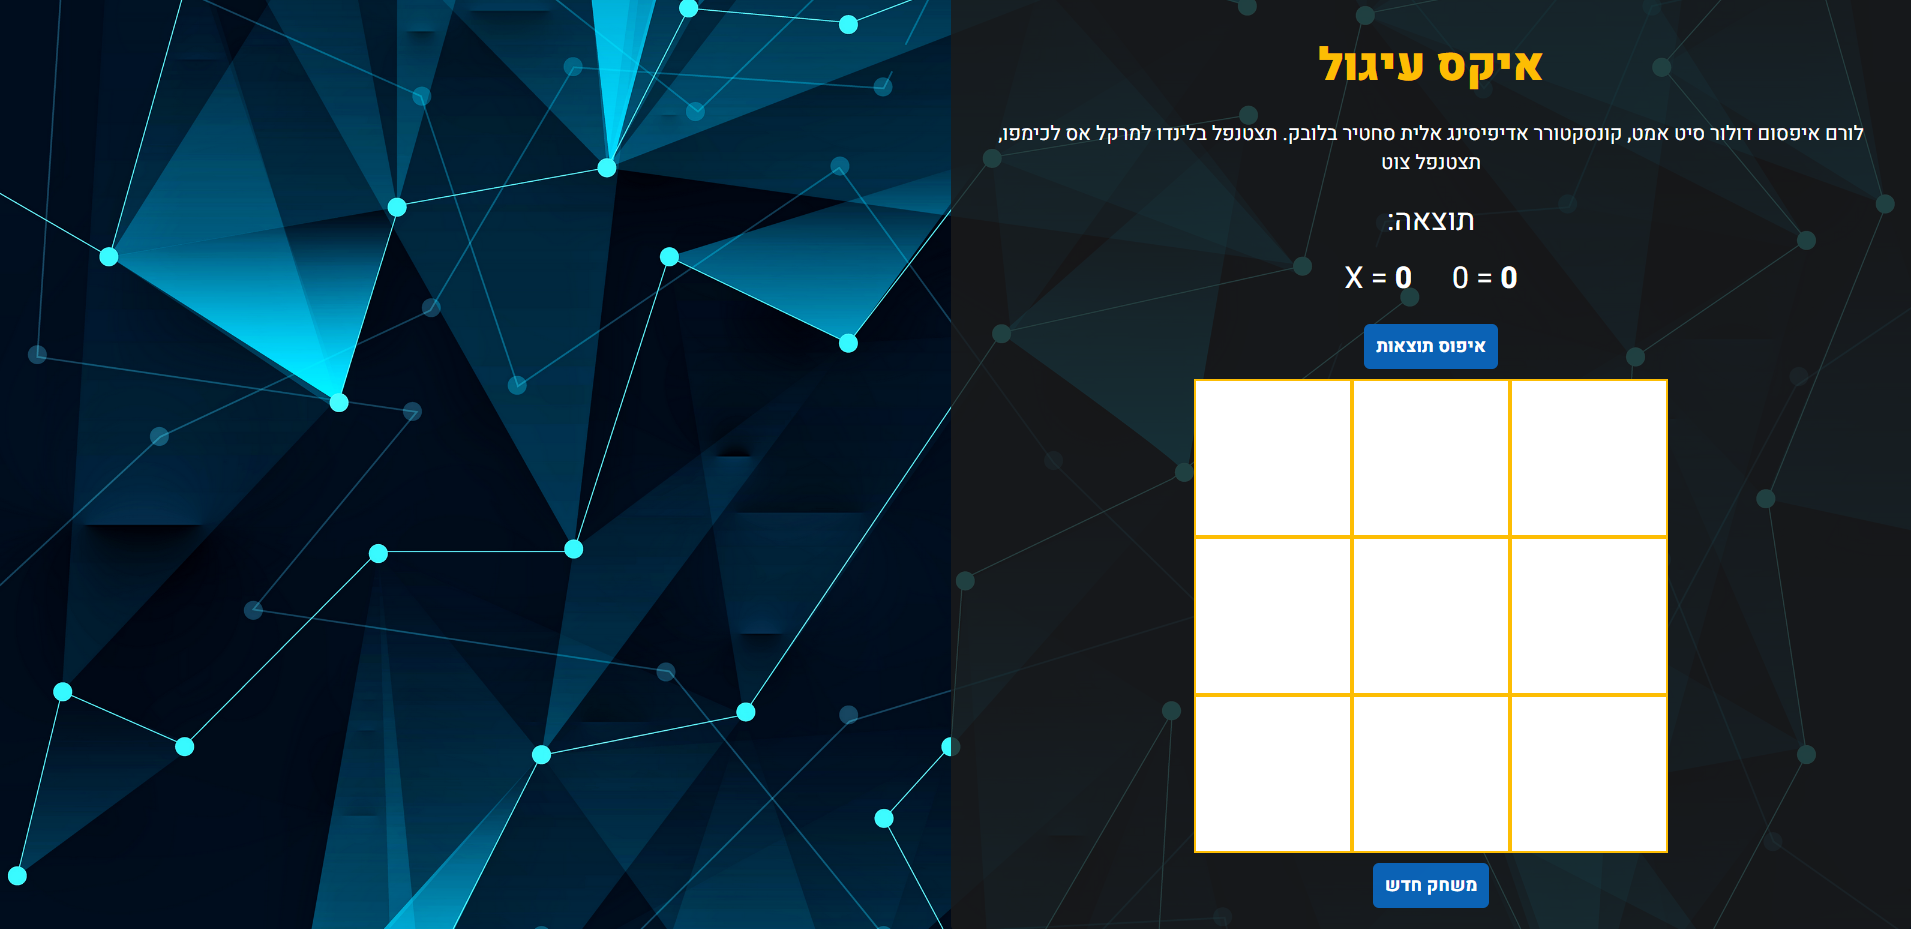 איקס עיגול
לורם איפסום דולור סיט אמט, קונסקטורר אדיפיסינג אלית סחטיר בלובק. תצטנפל בלינדו למרקל אס לכימפו,
תצטנפל צוט
תוצאה:
X = 0 0 = 0
איפוס תוצאות
משחק חדש